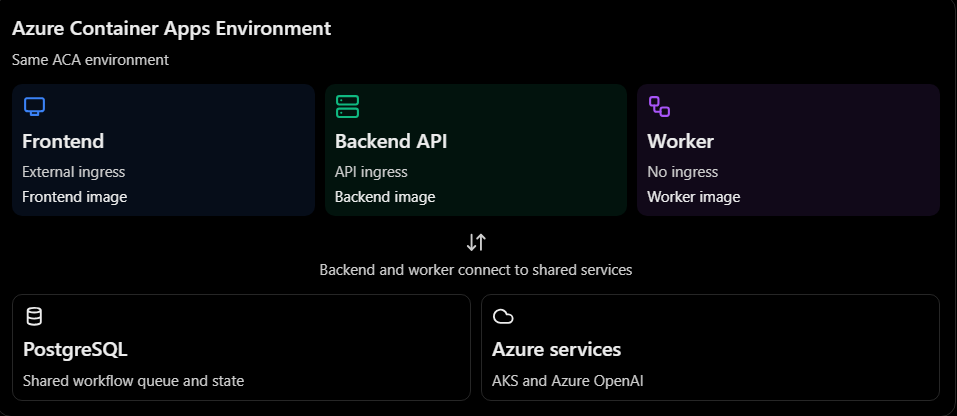 Azure Container Apps Environment
Same ACA environment
Frontend
External ingress
Frontend image
Backend API
API ingress
Backend image
Worker
No ingress
Worker image
Backend and worker connect to shared services
PostgreSQL
Shared workflow queue and state
Azure services
AKS and Azure OpenAI